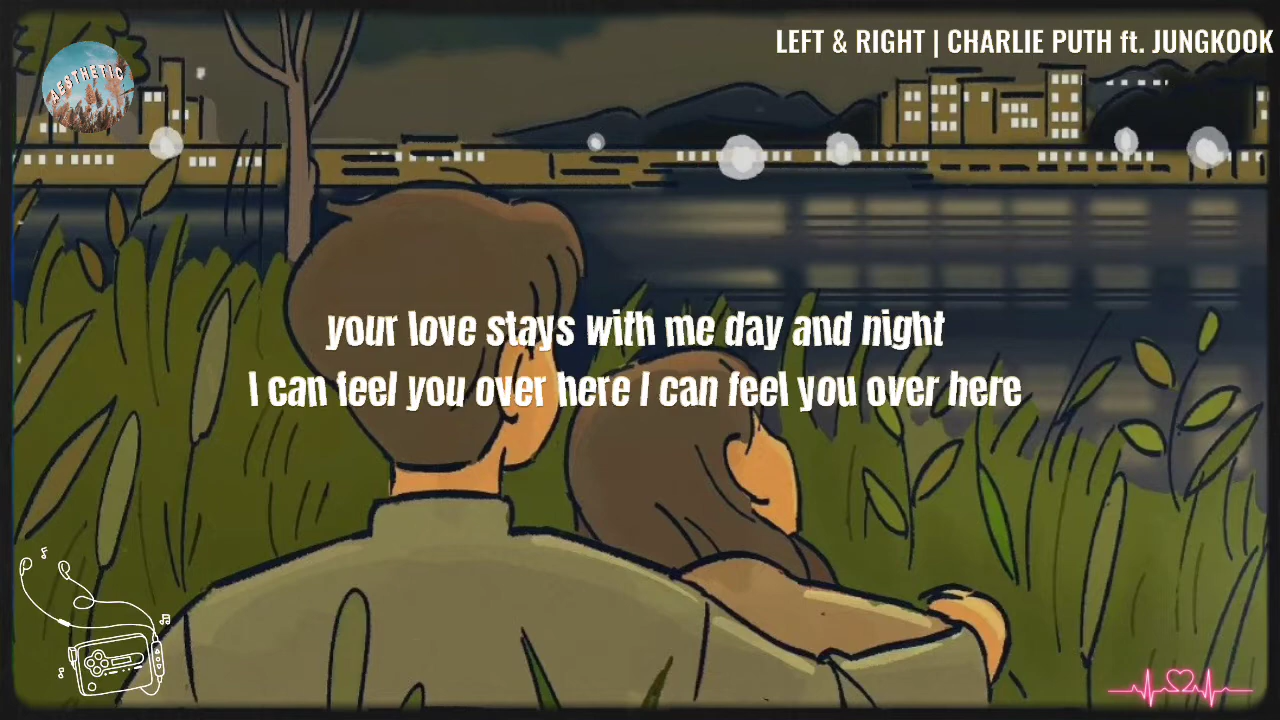 LEFT & RIGHT | CHARLIE PUTH ft. JUNGKOOK
AESTHETIC
your love stays with me day and night
I can feel you over here I can feel you over here